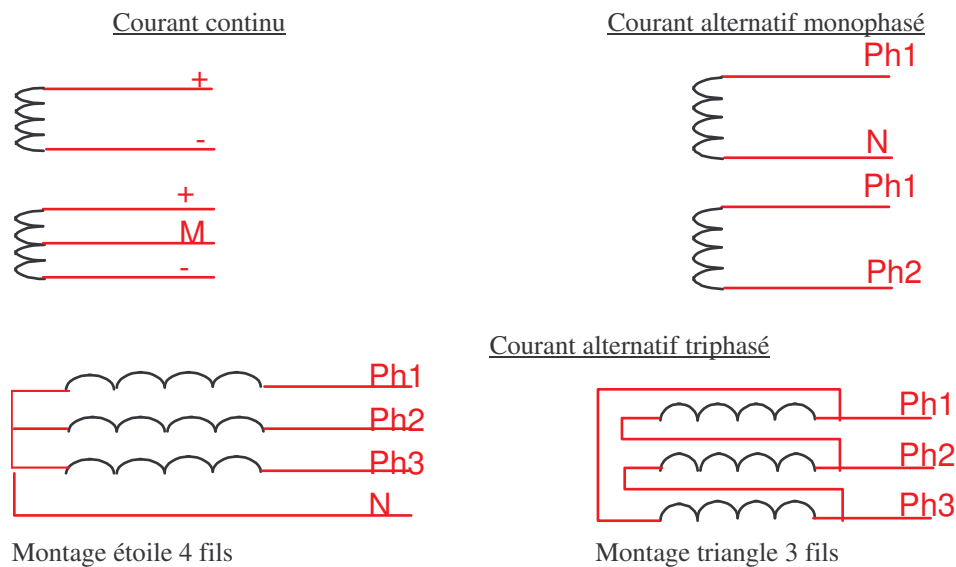 Courant continu
Courant alternatif monophasé
+
-
+
M
-
Ph1
N
Ph1
Ph2
Courant alternatif triphasé
Ph1
Ph2
Ph3
N
Ph1
Ph2
Ph3
Montage étoile 4 fils
Montage triangle 3 fils